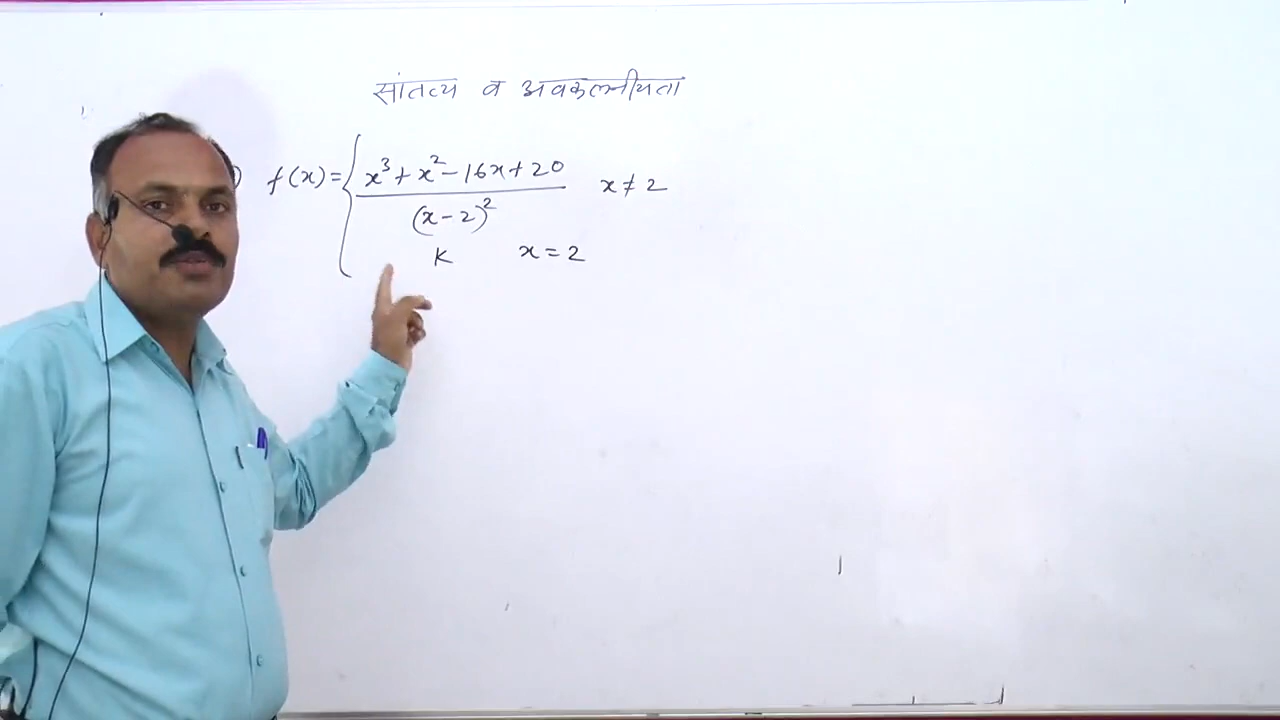 सांतत्य व अवकलनीयता
) f(x) = { x³ + x² - 16x + 20 x ≠ 2
(x - 2)²
K x = 2